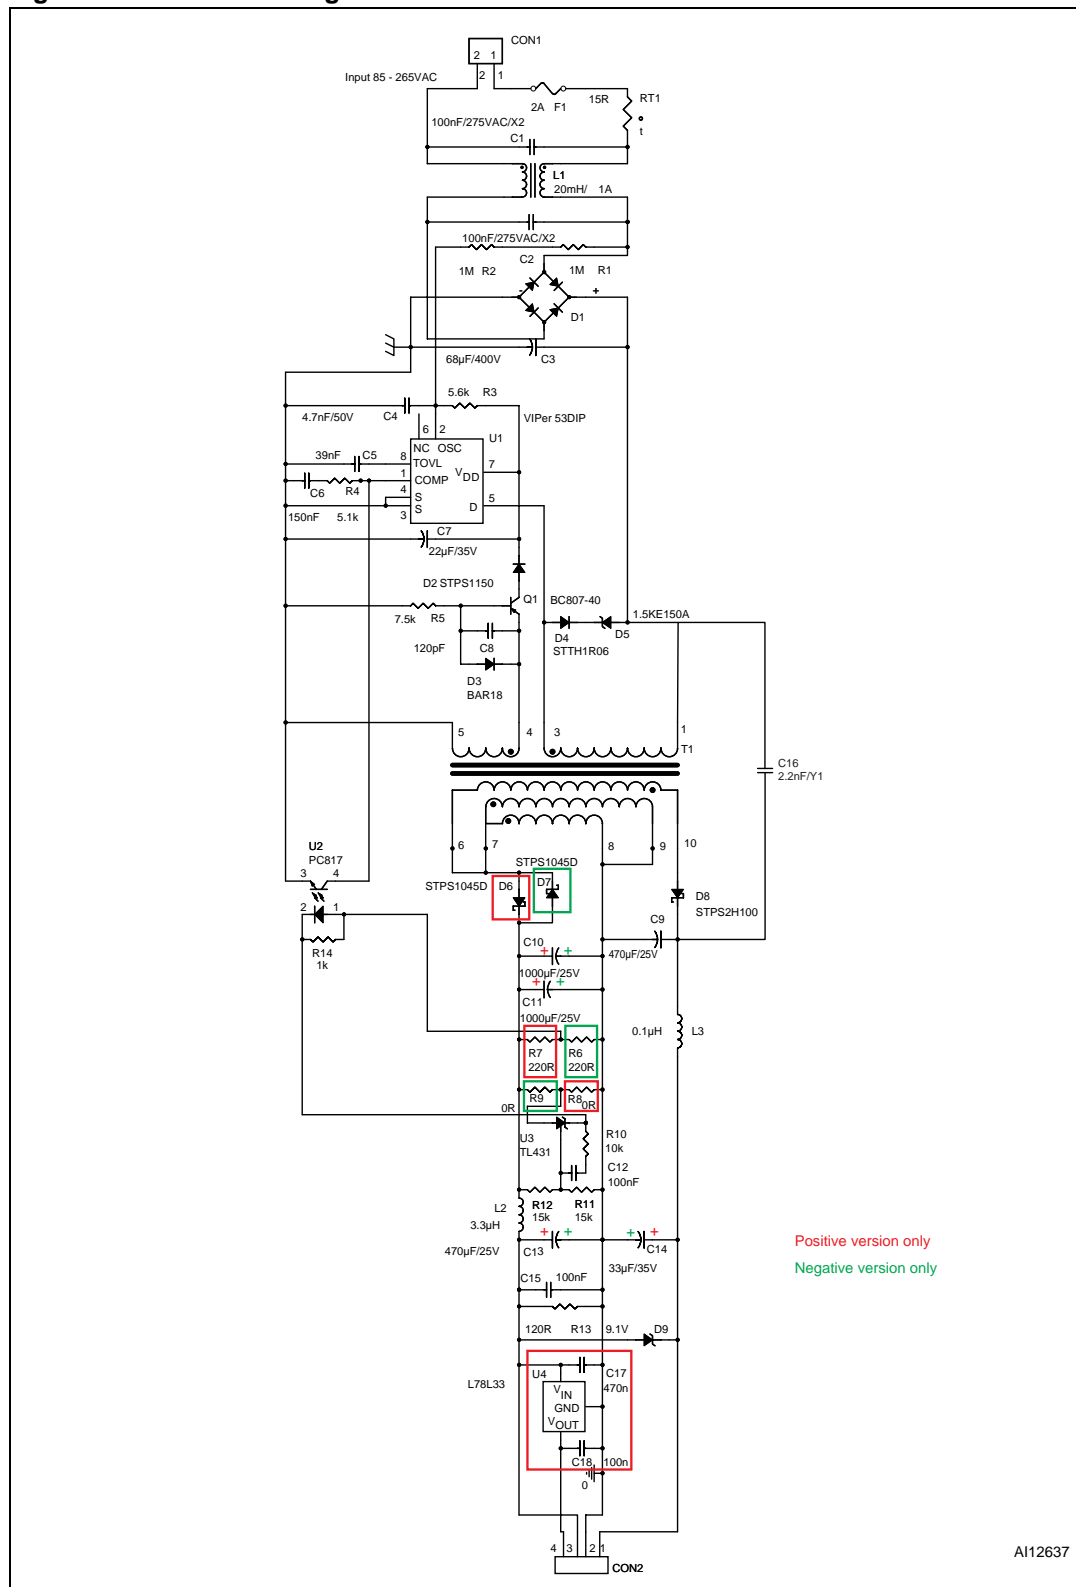 CON1
2 1
2 1
Input 85 - 265VAC
2A F1
15R
RT1
t
100nF/275VAC/X2
C1
L1
20mH/ 1A
100nF/275VAC/X2
C2
1M R2
1M R1
- +
D1
68µF/400V
C3
5.6k R3
4.7nF/50V
C4
VIPer 53DIP
6 2
U1
NC OSC
39nF C5
8
TOVL
7
VDD
1
COMP
C6 R4
4
S
5
D
150nF 5.1k
3
S
C7
22µF/35V
D2 STPS1150
Q1
BC807-40
7.5k R5
1.5KE150A
120pF
C8
D4
STTH1R06
D5
D3
BAR18
5 4 3 1
T1
C16
2.2nF/Y1
6 7 8 9 10
U2
PC817
3 4
STPS1045D
STPS1045D
D6
D7
D8
STPS2H100
2 1
R14
1k
C9
470µF/25V
C10
+ +
1000µF/25V
+ +
C11
1000µF/25V
0.1µH L3
R7
220R
R6
220R
R9
R8
0R
0R
U3
TL431
R10
10k
C12
100nF
L2
3.3µH
R12
15k
R11
15k
+ +
+ +
470µF/25V
C13
C14
33µF/35V
Positive version only
Negative version only
C15 100nF
120R R13 9.1V D9
L78L33
U4
C17
470n
VIN
GND
VOUT
C18 100n
0
4 3 2 1
CON2
AI12637